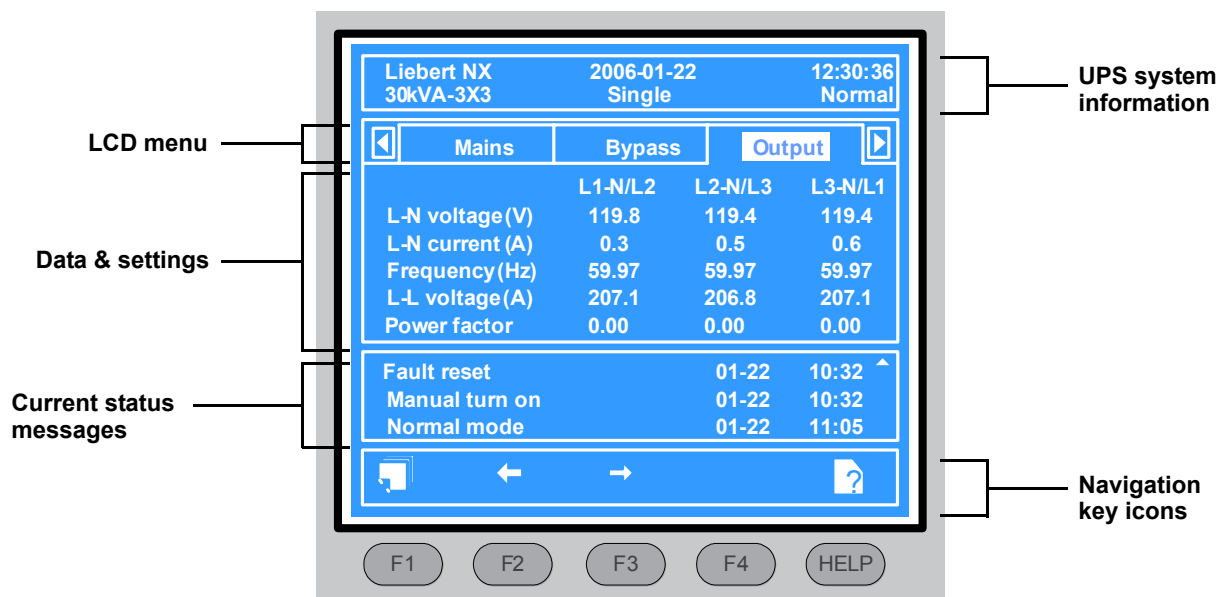 Liebert NX 2006-01-22 12:30:36
30kVA-3X3 Single Normal
UPS system
information
LCD menu
Mains Bypass Output
L1-N/L2 L2-N/L3 L3-N/L1
L-N voltage(V) 119.8 119.4 119.4
L-N current (A) 0.3 0.5 0.6
Data & settings
Frequency(Hz) 59.97 59.97 59.97
L-L voltage(A) 207.1 206.8 207.1
Power factor 0.00 0.00 0.00
Fault reset 01-22 10:32
Manual turn on 01-22 10:32
Normal mode 01-22 11:05
Current status
messages
?
Navigation
key icons
F1 F2 F3 F4 HELP